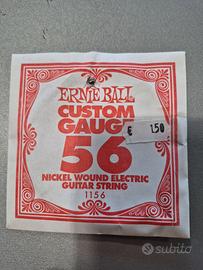 ERNIE BALL
CUSTOM
GAUGE
€ 1.50
56
NICKEL WOUND ELECTRIC
GUITAR STRING
1156
subito